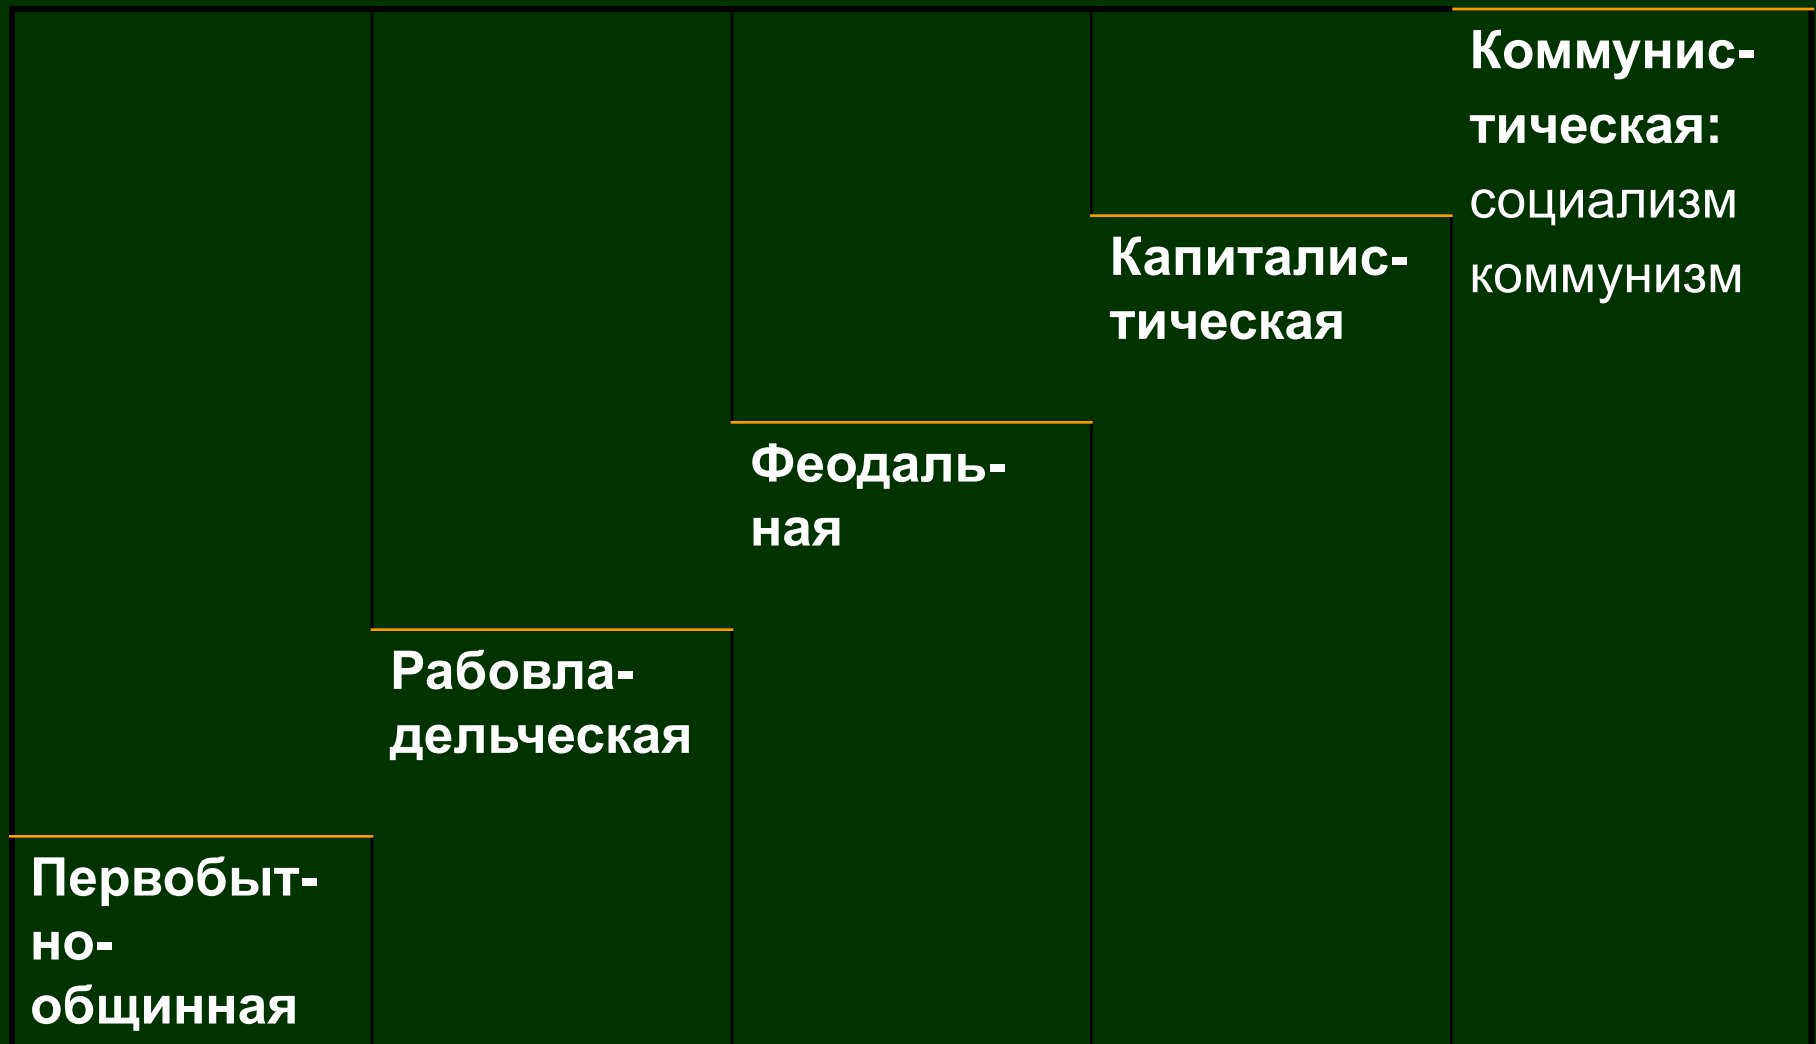 Коммунис-
тическая:
социализм
коммунизм
Капиталис-
тическая
Феодаль-
ная
Рабовла-
дельческая
Первобыт-
но-
общинная